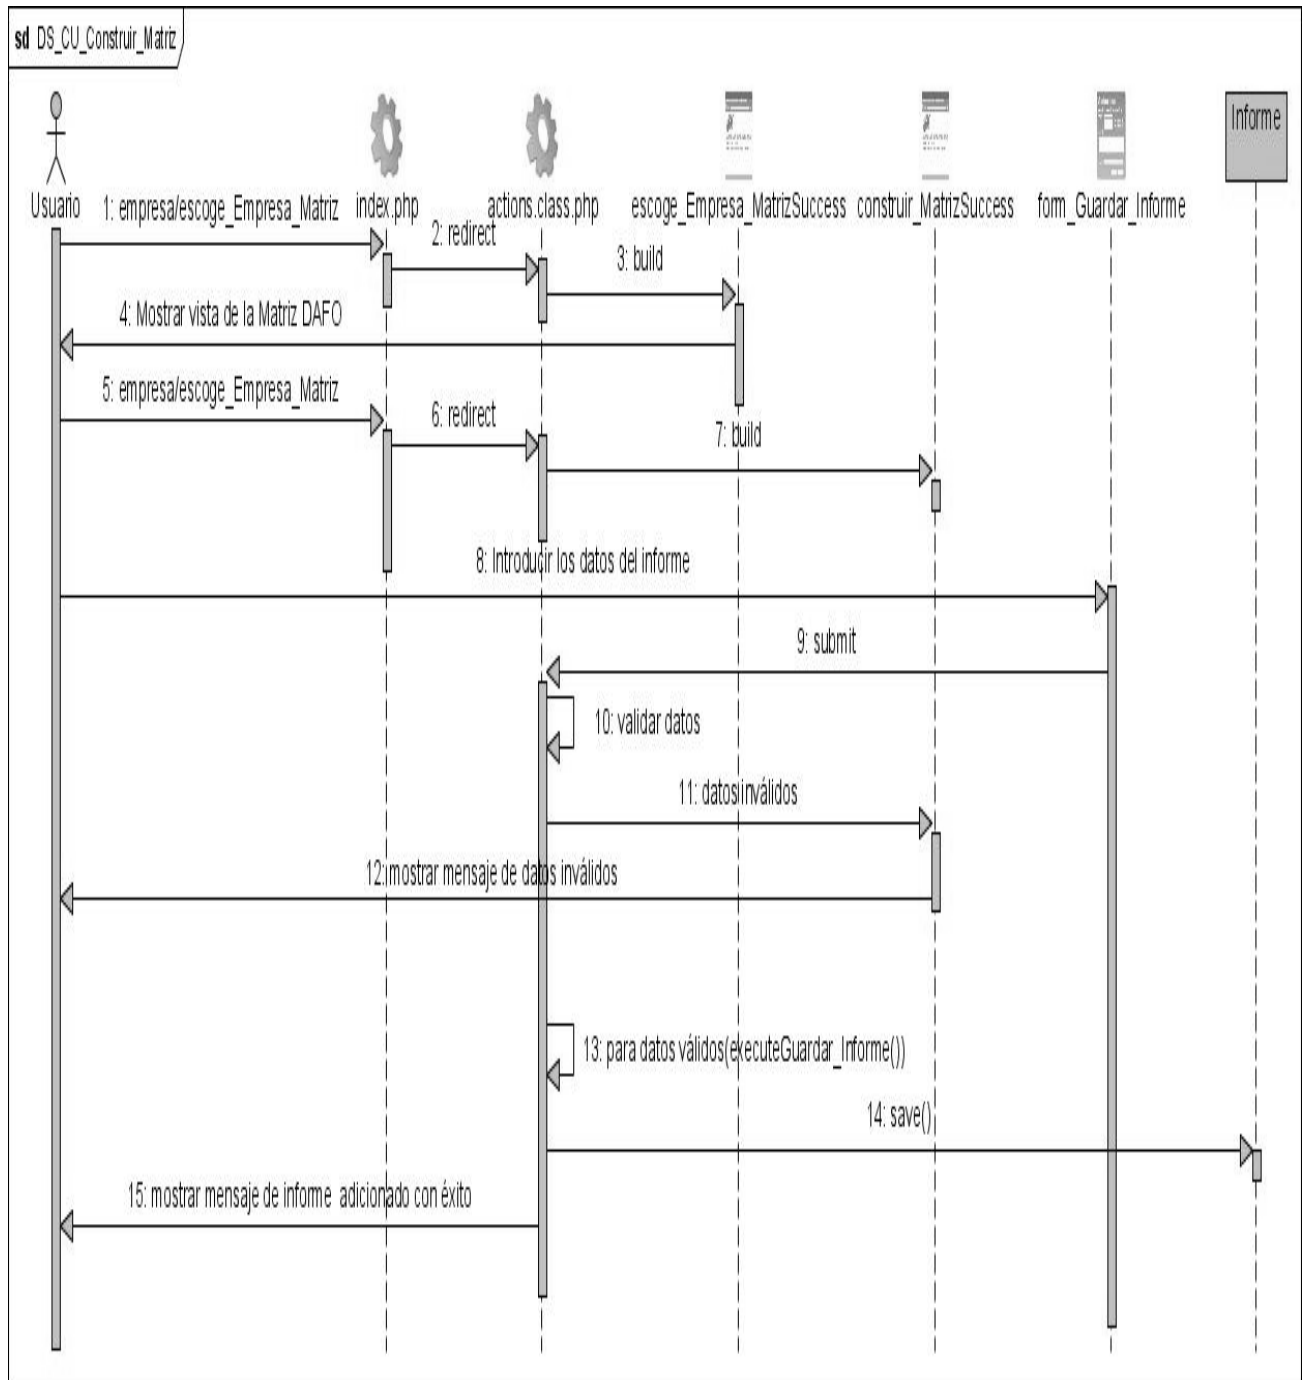 sd DS_CU_Construir_Matriz
Informe
Usuario
index.php
actions.class.php
escoge_Empresa_MatrizSuccess
construir_MatrizSuccess
form_Guardar_Informe
1: empresa/escoge_Empresa_Matriz
2: redirect
3: build
4: Mostrar vista de la Matriz DAFO
5: empresa/escoge_Empresa_Matriz
6: redirect
7: build
8: Introducir los datos del informe
9: submit
10: validar datos
11: datos inválidos
12: mostrar mensaje de datos inválidos
13: para datos válidos(executeGuardar_Informe())
14: save()
15: mostrar mensaje de informe adicionado con éxito